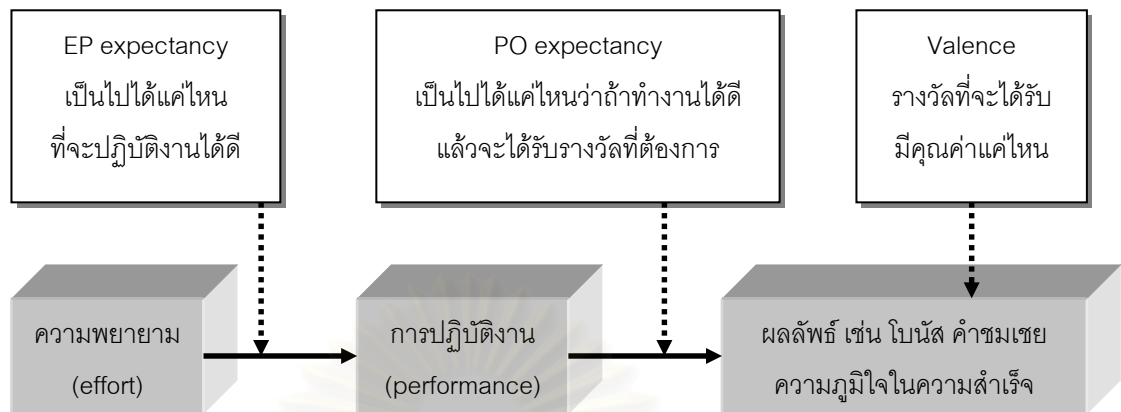 EP expectancy
เป็นไปได้แค่ไหน
ที่จะปฏิบัติงานได้ดี
PO expectancy
เป็นไปได้แค่ไหนว่าถ้าทำงานได้ดี
แล้วจะได้รับรางวัลที่ต้องการ
Valence
รางวัลที่จะได้รับ
มีคุณค่าแค่ไหน
ความพยายาม
(effort)
การปฏิบัติงาน
(performance)
ผลลัพธ์ เช่น โบนัส คำชมเชย
ความภูมิใจในความสำเร็จ